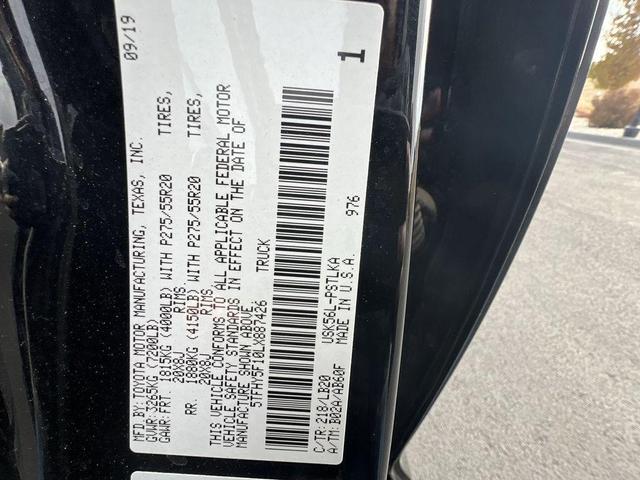 MFD.BY:TOYOTA MOTOR MANUFACTURING, TEXAS, INC. 09/19
GVWR:3265KG (7200LB)
GAWR:FRT. 1815KG (4000LB) WITH P275/55R20 TIRES,
20X8J RIMS
RR. 1880KG (4150LB) WITH P275/55R20 TIRES,
20X8J RIMS
THIS VEHICLE CONFORMS TO ALL APPLICABLE FEDERAL MOTOR
VEHICLE SAFETY STANDARDS IN EFFECT ON THE DATE OF
MANUFACTURE SHOWN ABOVE.
5TFHY5F10LX887426 TRUCK
C/TR:218/LB20 USK56L-PSTLKA 976
A/TM:B02A/AB60F MADE IN U.S.A. 1